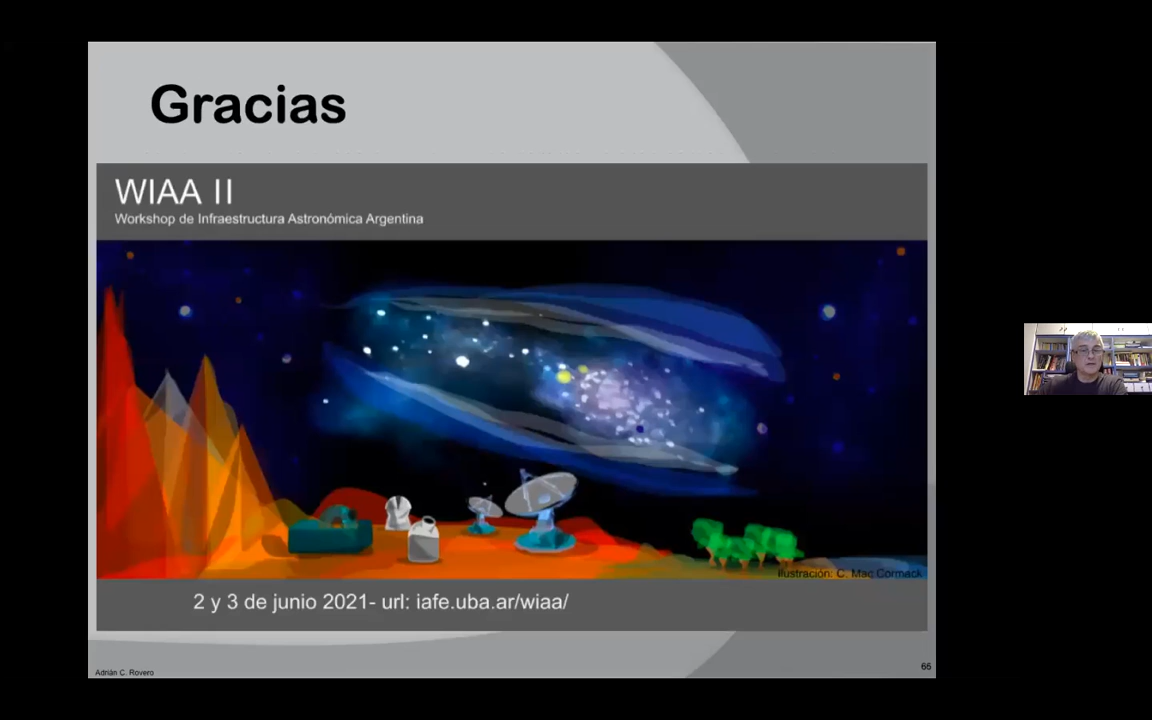 Gracias
WIAA II
Workshop de Infraestructura Astronómica Argentina
Ilustración: C. Mac Cormack
2 y 3 de junio 2021- url: iafe.uba.ar/wiaa/
Adrián C. Rovero
65